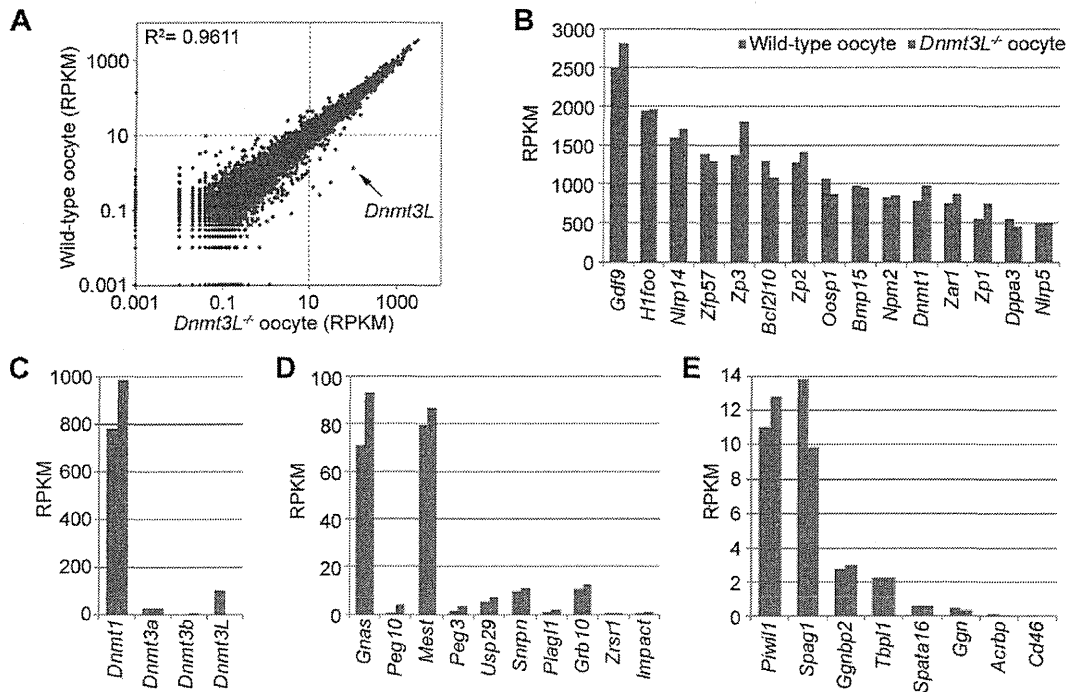 A
R²= 0.9611
Wild-type oocyte (RPKM)
1000
10
0.1
0.001
0.001
0.1
10
1000
Dnmt3L
Dnmt3L-/- oocyte (RPKM)
B
Wild-type oocyte
Dnmt3L-/- oocyte
RPKM
3000
2500
2000
1500
1000
500
0
Gdf9
H1foo
Nlrp14
Zfp57
Zp3
Bcl2l10
Zp2
Oosp1
Bmp15
Npm2
Dnmt1
Zar1
Zp1
Dppa3
Nlrp5
C
RPKM
1000
800
600
400
200
0
Dnmt1
Dnmt3a
Dnmt3b
Dnmt3L
D
RPKM
100
80
60
40
20
0
Gnas
Peg10
Mest
Peg3
Usp29
Snrpn
Plagl1
Grb10
Zrsr1
Impact
E
RPKM
14
12
10
8
6
4
2
0
Piwil1
Spag1
Ggnbp2
Tbpl1
Spata16
Ggn
Acrbp
Cd46